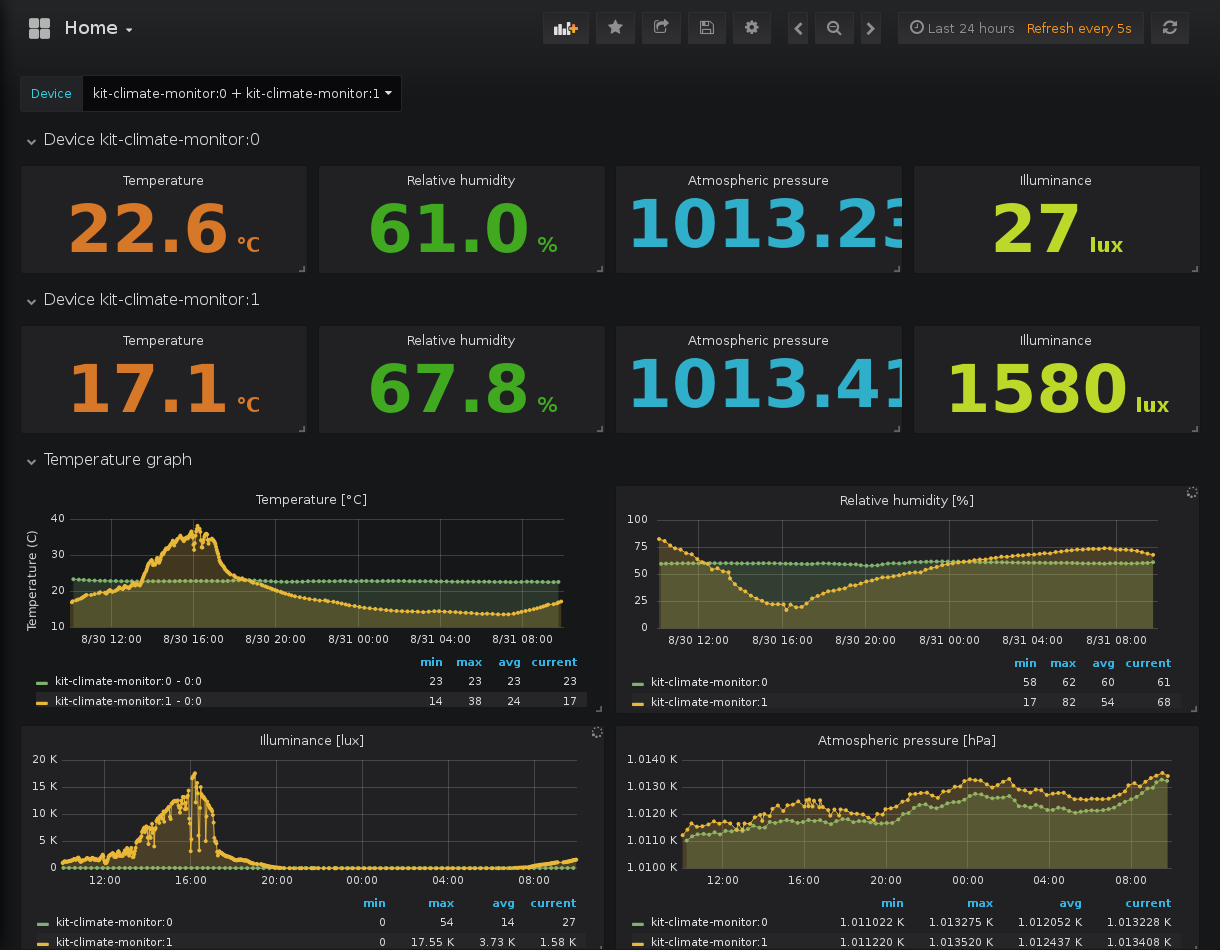 Home
Last 24 hours Refresh every 5s
Device kit-climate-monitor:0 + kit-climate-monitor:1
Device kit-climate-monitor:0
Temperature Relative humidity Atmospheric pressure Illuminance
22.6 °C 61.0 % 1013.23 27 lux
Device kit-climate-monitor:1
Temperature Relative humidity Atmospheric pressure Illuminance
17.1 °C 67.8 % 1013.41 1580 lux
Temperature graph
Temperature [°C]
Temperature (C)
40
30
20
10
8/30 12:00 8/30 16:00 8/30 20:00 8/31 00:00 8/31 04:00 8/31 08:00
min max avg current
kit-climate-monitor:0 - 0:0 23 23 23 23
kit-climate-monitor:1 - 0:0 14 38 24 17
Relative humidity [%]
100
75
50
25
0
8/30 12:00 8/30 16:00 8/30 20:00 8/31 00:00 8/31 04:00 8/31 08:00
min max avg current
kit-climate-monitor:0 58 62 60 61
kit-climate-monitor:1 17 82 54 68
Illuminance [lux]
20 K
15 K
10 K
5 K
0
12:00 16:00 20:00 00:00 04:00 08:00
min max avg current
kit-climate-monitor:0 0 54 14 27
kit-climate-monitor:1 0 17.55 K 3.73 K 1.58 K
Atmospheric pressure [hPa]
1.0140 K
1.0130 K
1.0120 K
1.0110 K
1.0100 K
12:00 16:00 20:00 00:00 04:00 08:00
min max avg current
kit-climate-monitor:0 1.011022 K 1.013275 K 1.012052 K 1.013228 K
kit-climate-monitor:1 1.011220 K 1.013520 K 1.012437 K 1.013408 K